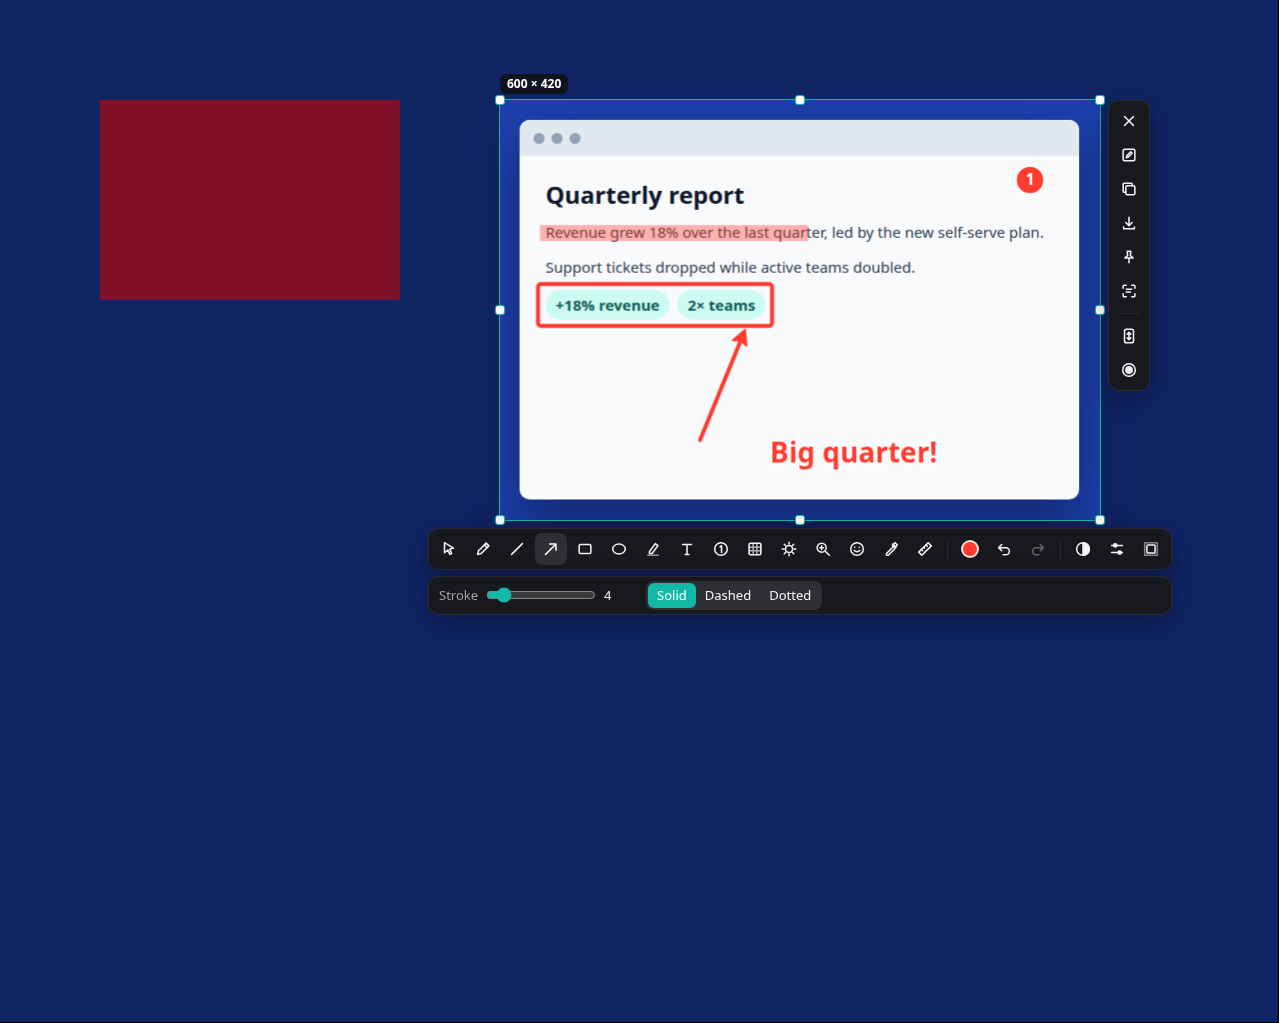 600 × 420
Quarterly report
1
Revenue grew 18% over the last quarter, led by the new self-serve plan.
Support tickets dropped while active teams doubled.
+18% revenue 2× teams
Big quarter!
T 1
Stroke 4 Solid Dashed Dotted